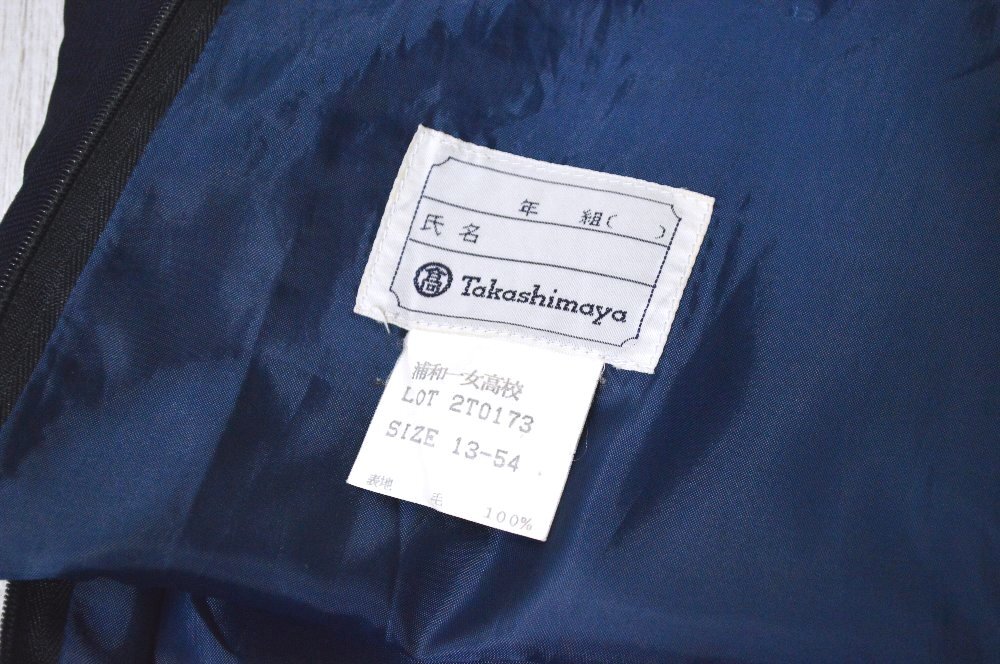 年 組( )
氏名
髙 Takashimaya
浦和一女高校
LOT 2T0173
SIZE 13-54
表地 毛 100%